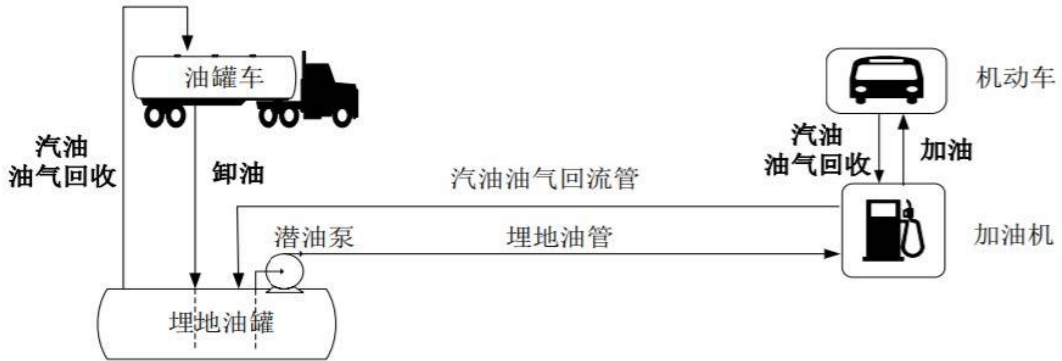 油罐车
机动车
汽油
油气回收
卸油
汽油
油气回收
加油
汽油油气回流管
潜油泵
埋地油管
加油机
埋地油罐